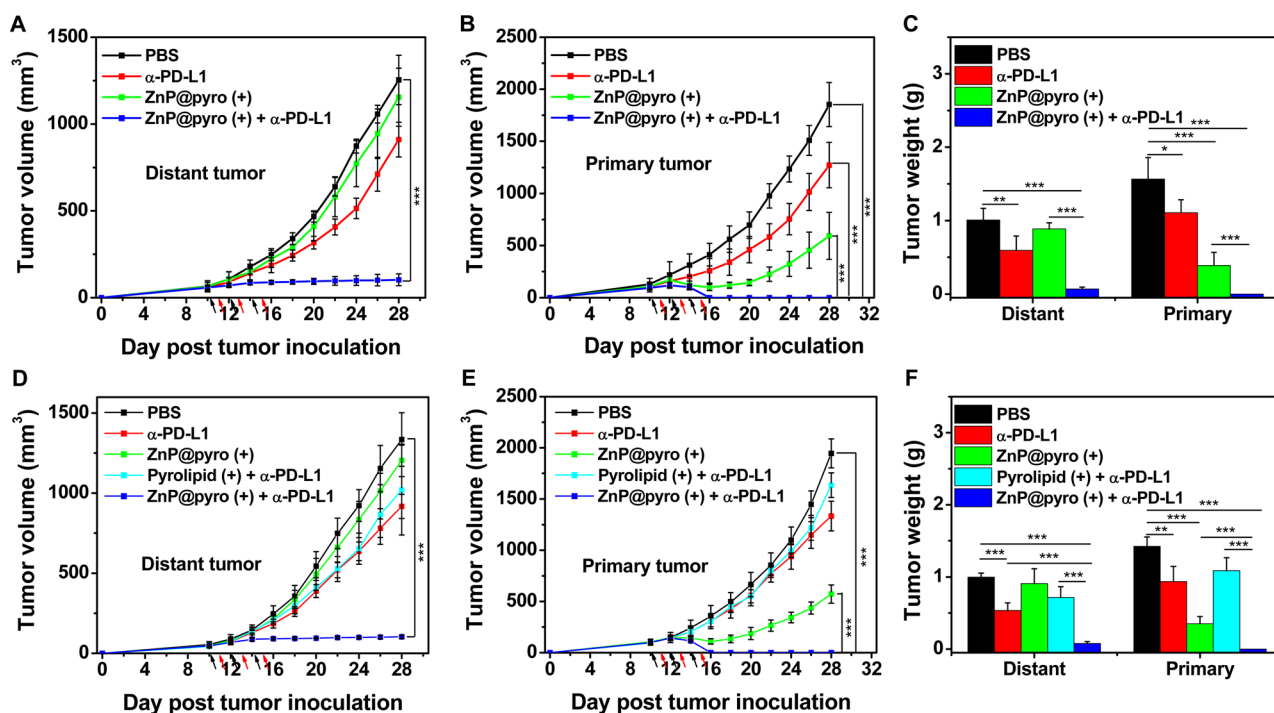 A
Tumor volume (mm³)
1500
1000
500
0
PBS
α-PD-L1
ZnP@pyro (+)
ZnP@pyro (+) + α-PD-L1
Distant tumor
***
0 4 8 12 16 20 24 28
Day post tumor inoculation
B
Tumor volume (mm³)
2500
2000
1500
1000
500
0
PBS
α-PD-L1
ZnP@pyro (+)
ZnP@pyro (+) + α-PD-L1
Primary tumor
***
***
***
0 4 8 12 16 20 24 28 32
Day post tumor inoculation
C
Tumor weight (g)
3
2
1
0
PBS
α-PD-L1
ZnP@pyro (+)
ZnP@pyro (+) + α-PD-L1
***
***
*
***
**
***
***
Distant Primary
D
Tumor volume (mm³)
1500
1000
500
0
PBS
α-PD-L1
ZnP@pyro (+)
Pyrolipid (+) + α-PD-L1
ZnP@pyro (+) + α-PD-L1
Distant tumor
***
0 4 8 12 16 20 24 28
Day post tumor inoculation
E
Tumor volume (mm³)
2500
2000
1500
1000
500
0
PBS
α-PD-L1
ZnP@pyro (+)
Pyrolipid (+) + α-PD-L1
ZnP@pyro (+) + α-PD-L1
Primary tumor
***
***
0 4 8 12 16 20 24 28 32
Day post tumor inoculation
F
Tumor weight (g)
3
2
1
0
PBS
α-PD-L1
ZnP@pyro (+)
Pyrolipid (+) + α-PD-L1
ZnP@pyro (+) + α-PD-L1
***
***
**
***
***
***
***
***
***
Distant Primary